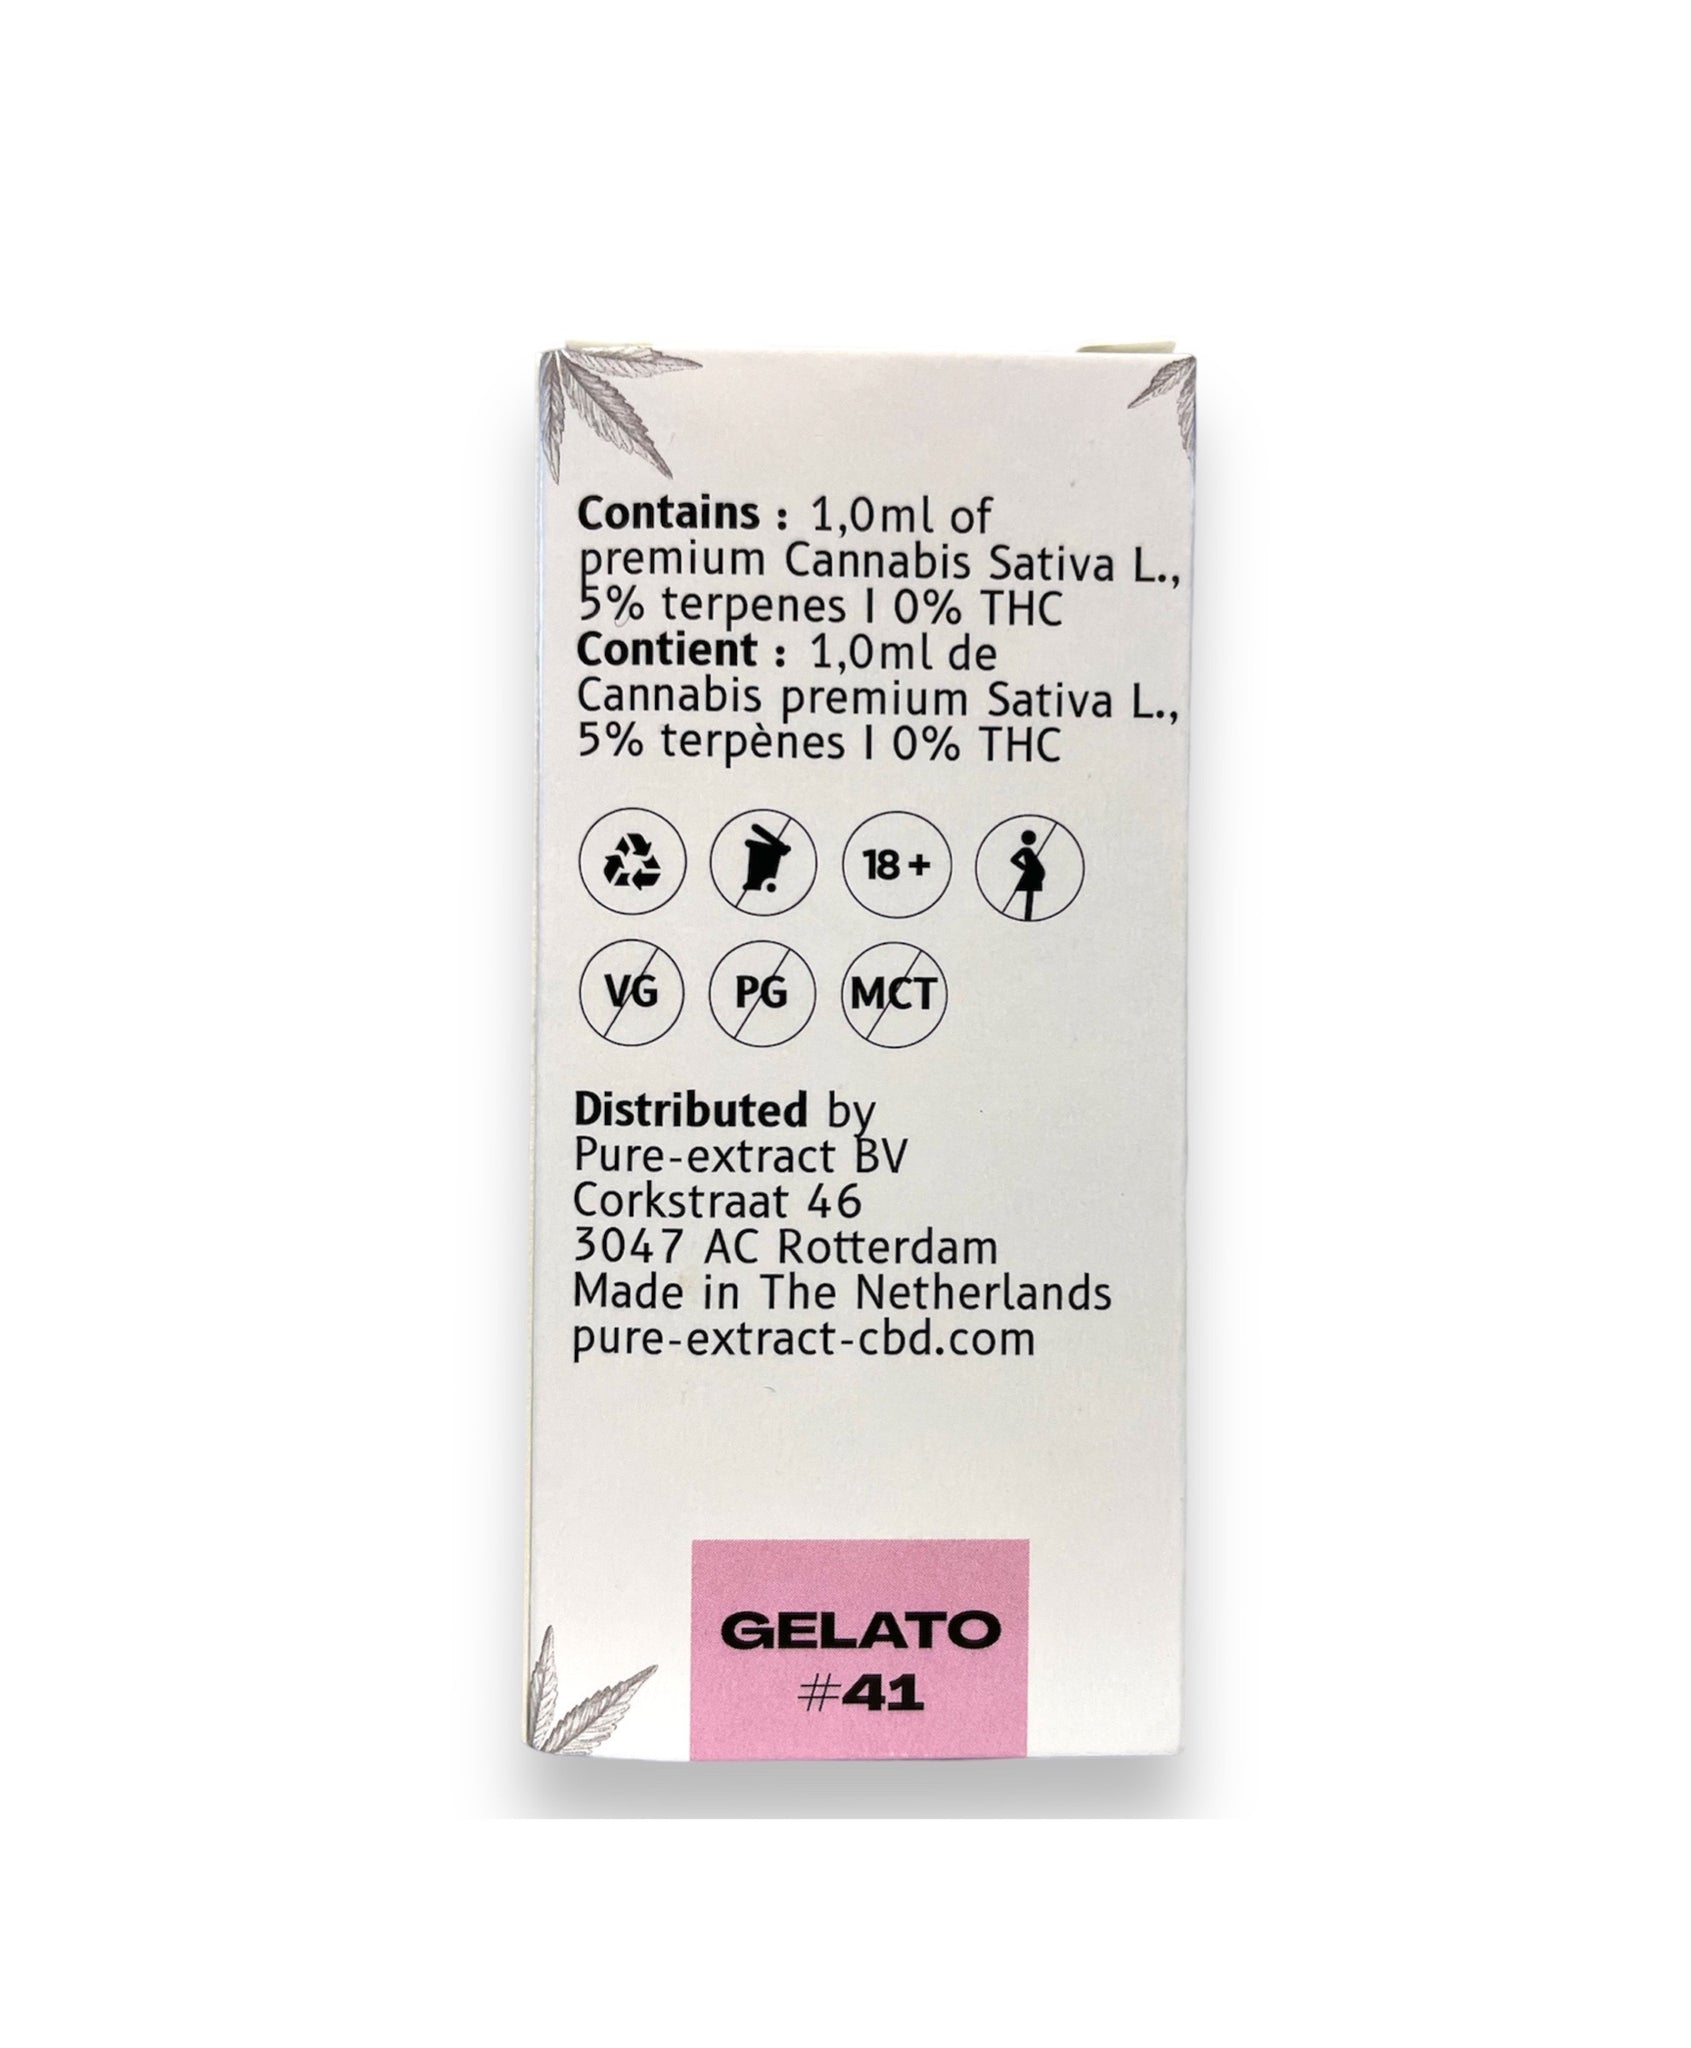 Contains : 1,0ml of
premium Cannabis Sativa L.,
5% terpenes I 0% THC
Contient : 1,0ml de
Cannabis premium Sativa L.,
5% terpènes I 0% THC
18+
VG PG MCT
Distributed by
Pure-extract BV
Corkstraat 46
3047 AC Rotterdam
Made in The Netherlands
pure-extract-cbd.com
GELATO
#41